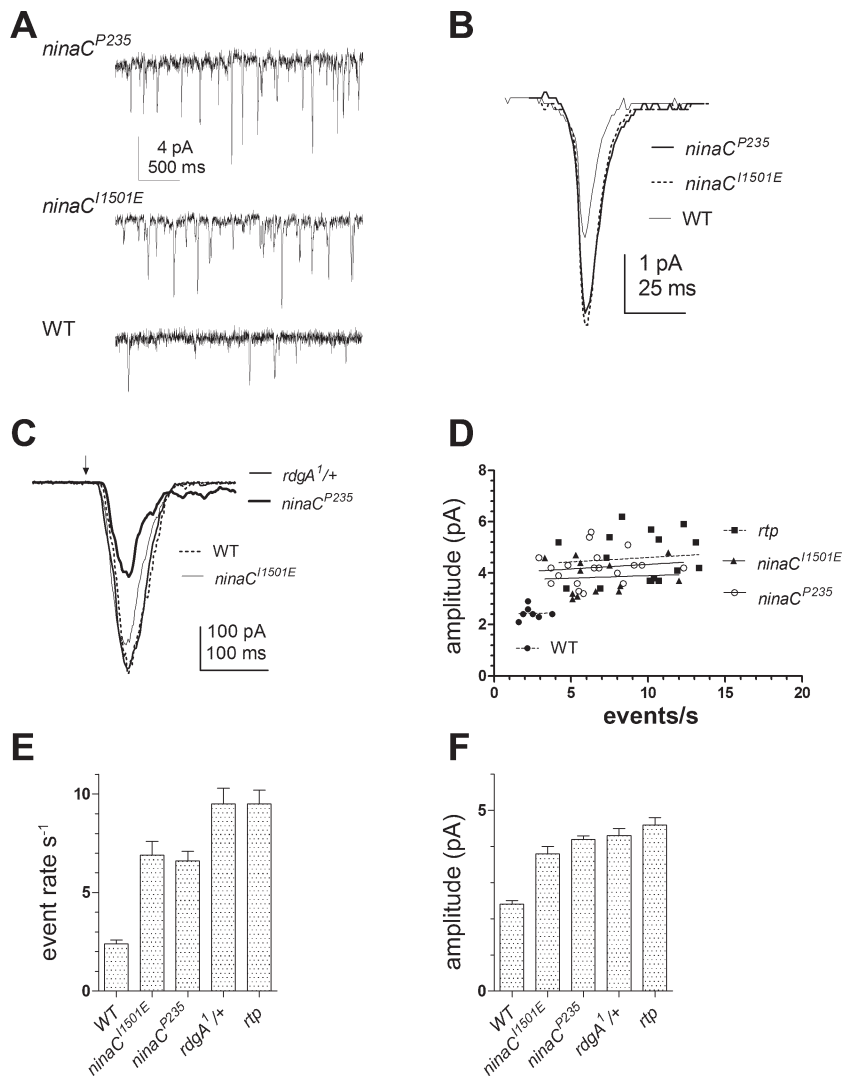 A
ninaC^P235
4 pA
500 ms
ninaC^I1501E
WT
B
ninaC^P235
ninaC^I1501E
WT
1 pA
25 ms
C
rdgA^1/+
ninaC^P235
WT
ninaC^I1501E
100 pA
100 ms
D
amplitude (pA)
8
6
4
2
0
0
5
10
15
20
events/s
rtp
ninaC^I1501E
ninaC^P235
WT
E
event rate s^-1
10
5
0
WT
ninaC^I1501E
ninaC^P235
rdgA^1/+
rtp
F
amplitude (pA)
5
0
WT
ninaC^I1501E
ninaC^P235
rdgA^1/+
rtp